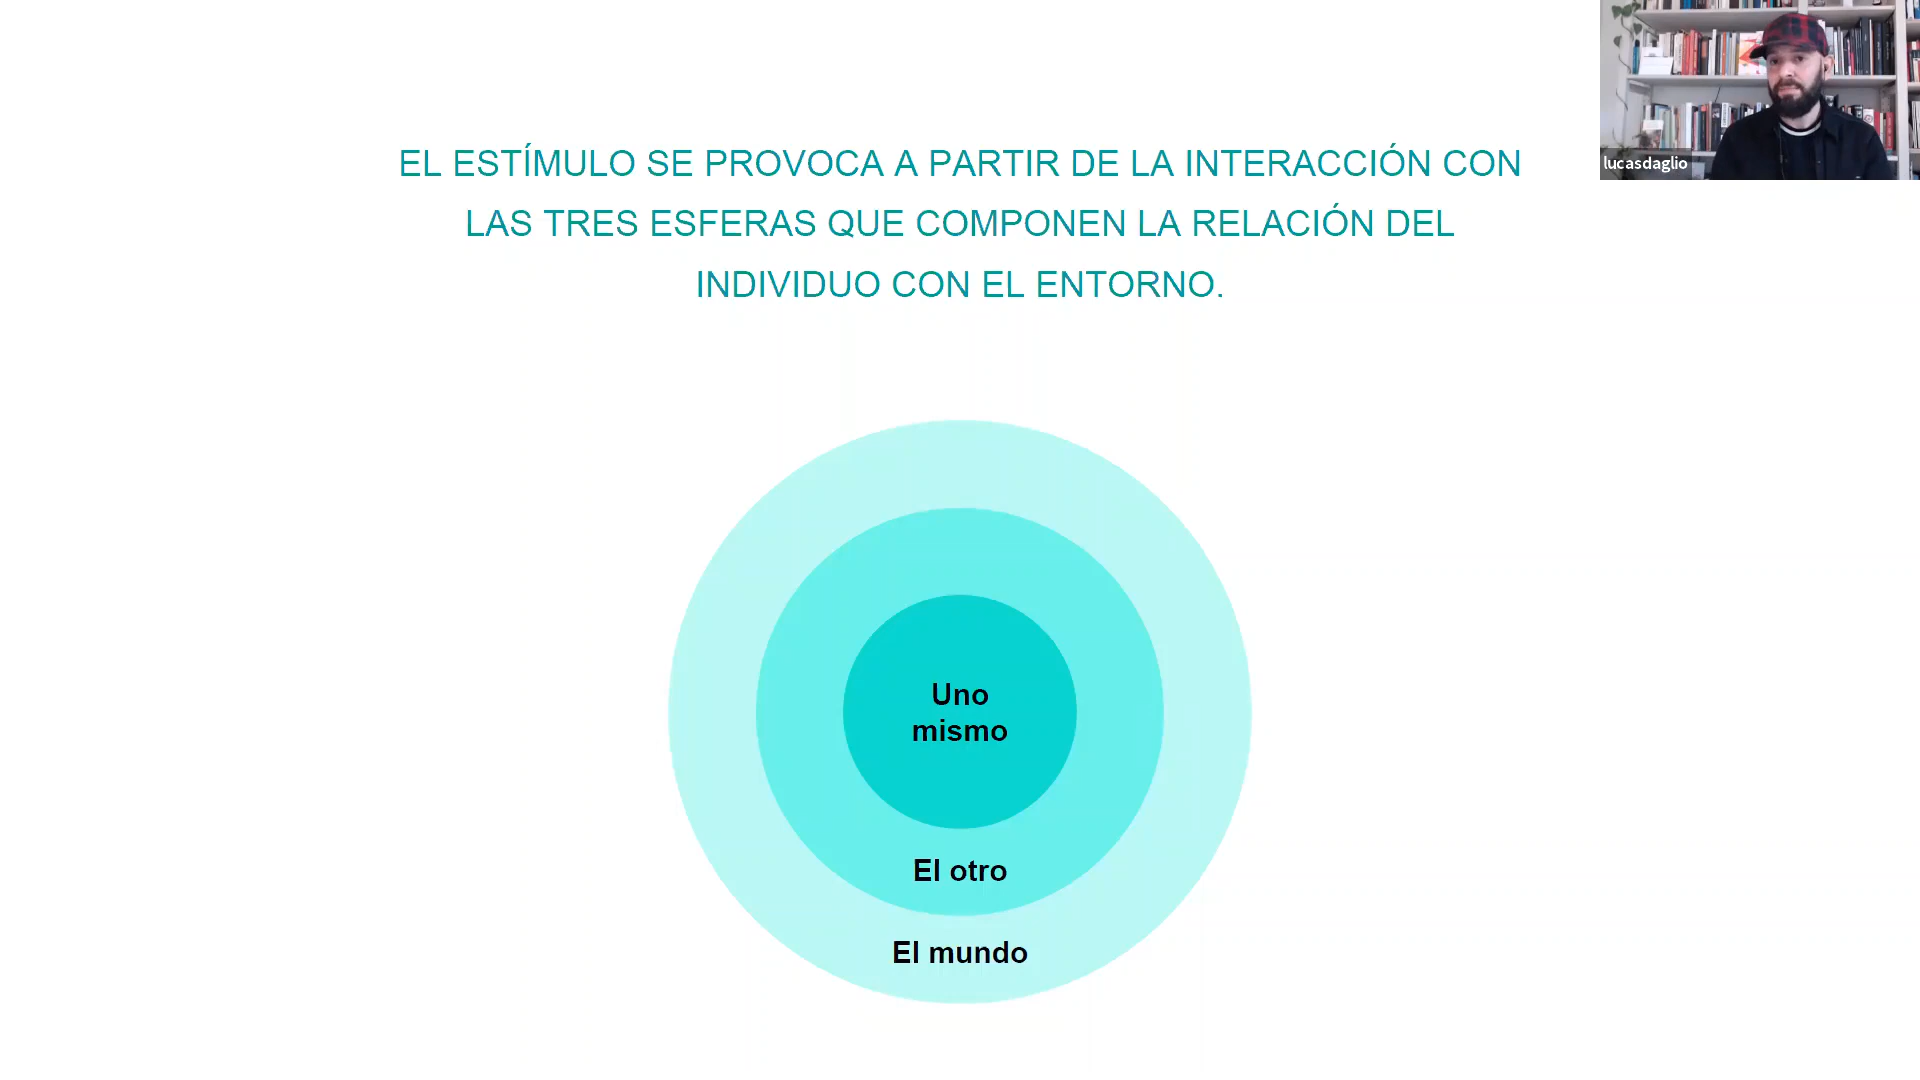 EL ESTÍMULO SE PROVOCA A PARTIR DE LA INTERACCIÓN CON
LAS TRES ESFERAS QUE COMPONEN LA RELACIÓN DEL
INDIVIDUO CON EL ENTORNO.
lucasdaglio
Uno
mismo
El otro
El mundo